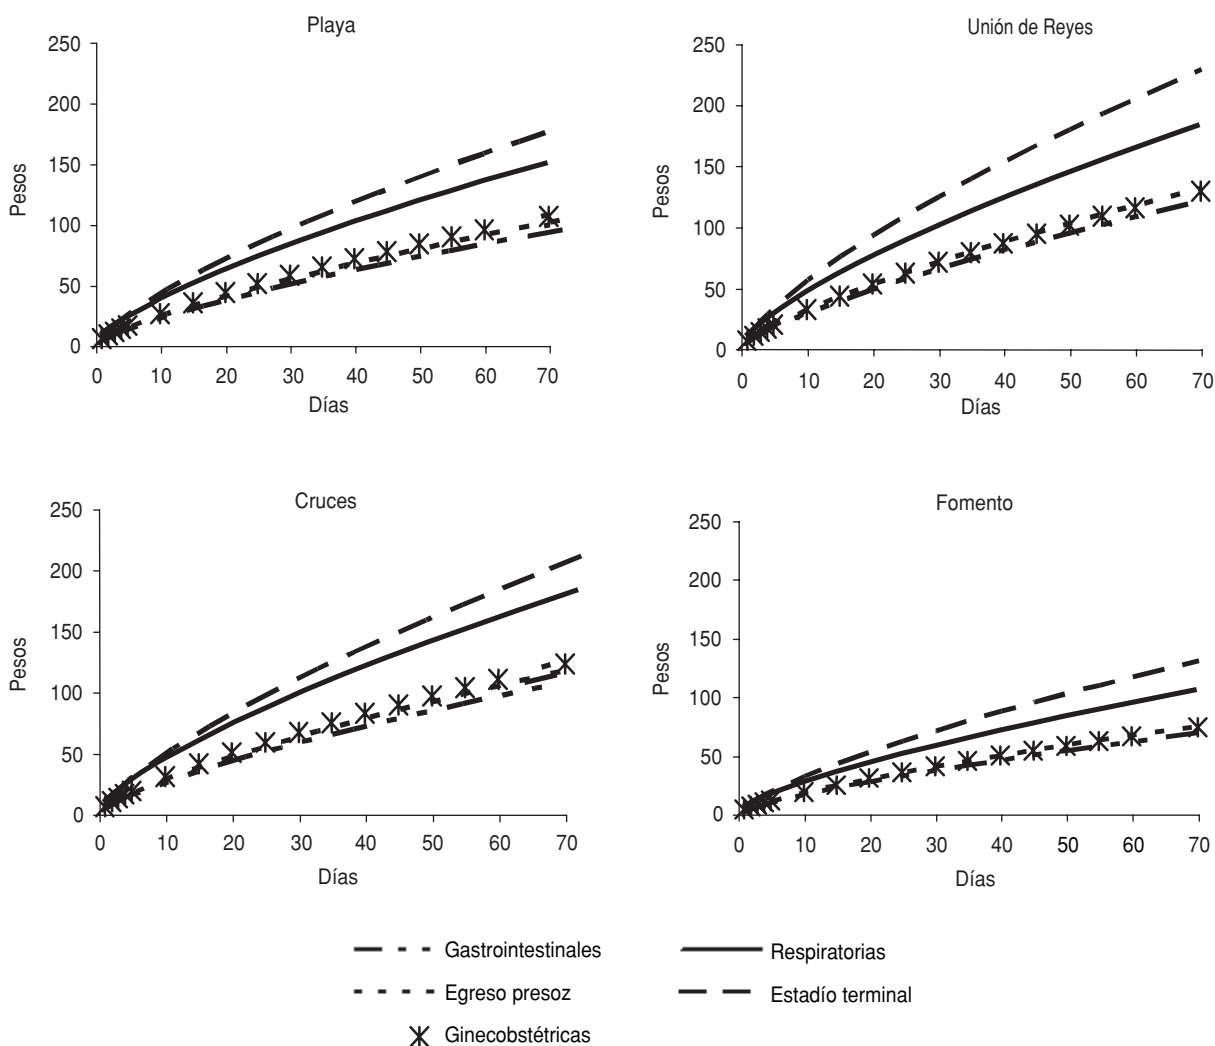 Playa
250
200
150
100
50
0
Pesos
0 10 20 30 40 50 60 70
Días
Unión de Reyes
250
200
150
100
50
0
Pesos
0 10 20 30 40 50 60 70
Días
Cruces
250
200
150
100
50
0
Pesos
0 10 20 30 40 50 60 70
Días
Fomento
250
200
150
100
50
0
Pesos
0 10 20 30 40 50 60 70
Días
Gastrointestinales
Egreso presoz
Ginecobstétricas
Respiratorias
Estadío terminal